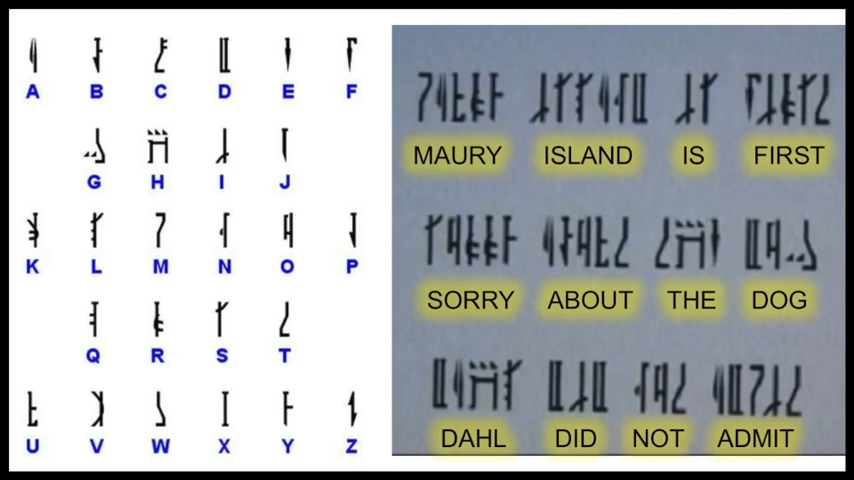 A B C D E F
G H I J
K L M N O P
Q R S T
U V W X Y Z
MAURY ISLAND IS FIRST
SORRY ABOUT THE DOG
DAHL DID NOT ADMIT